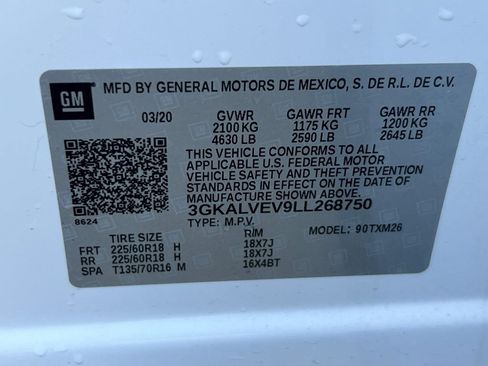 GM
MFD BY GENERAL MOTORS DE MEXICO, S. DE R.L. DE C.V.
03/20 GVWR GAWR FRT GAWR RR
2100 KG 1175 KG 1200 KG
4630 LB 2590 LB 2645 LB
THIS VEHICLE CONFORMS TO ALL
APPLICABLE U.S. FEDERAL MOTOR
VEHICLE SAFETY AND THEFT PREVENTION
STANDARDS IN EFFECT ON THE DATE OF
MANUFACTURE SHOWN ABOVE.
8624
3GKALVEV9LL268750
TYPE: M.P.V.
TIRE SIZE RIM MODEL: 90TXM26
FRT 225/60R18 H 18X7J
RR 225/60R18 H 18X7J
SPA T135/70R16 M 16X4BT